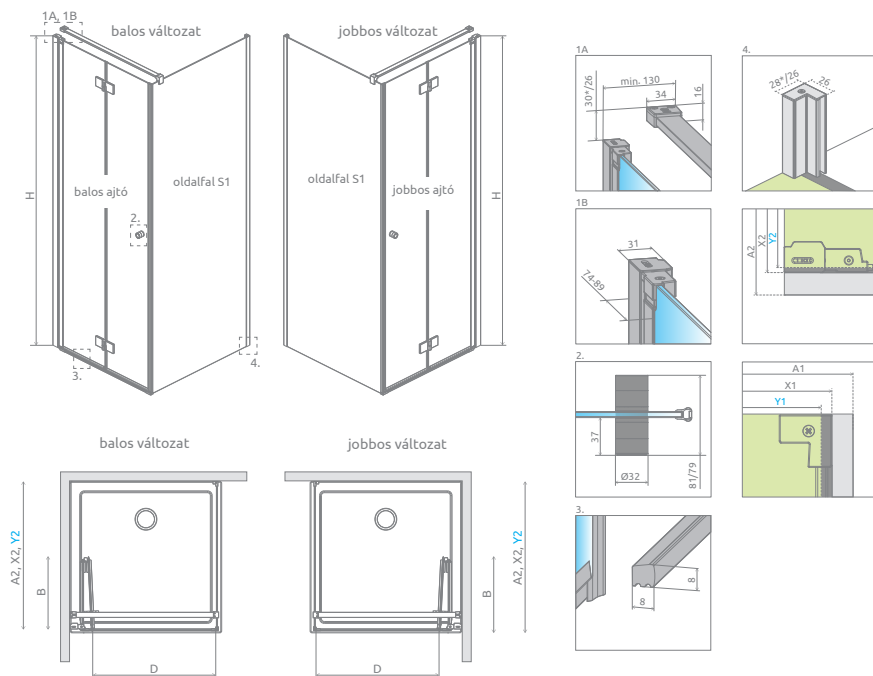 1A, 1B
balos változat
jobbos változat
H
balos ajtó
oldalfal S1
2.
3.
4.
oldalfal S1
jobbos ajtó
H
1A
min. 130
34
16
30*/26
4.
28*/26
26
1B
31
74-89
A2
X2
Y2
2.
37
Ø32
81/79
A1
X1
Y1
3.
8
8
balos változat
jobbos változat
A2, X2, Y2
B
D
D
B
A2, X2, Y2